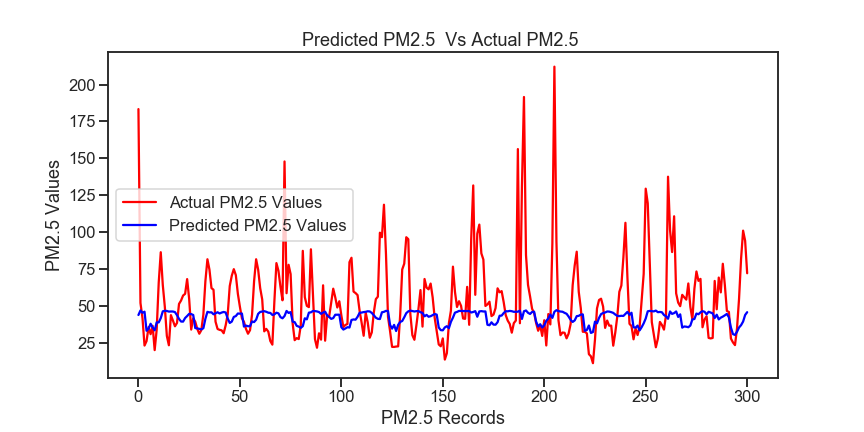 Predicted PM2.5  Vs Actual PM2.5
200
175
150
125
100
75
50
25
PM2.5 Values
Actual PM2.5 Values
Predicted PM2.5 Values
0 50 100 150 200 250 300
PM2.5 Records